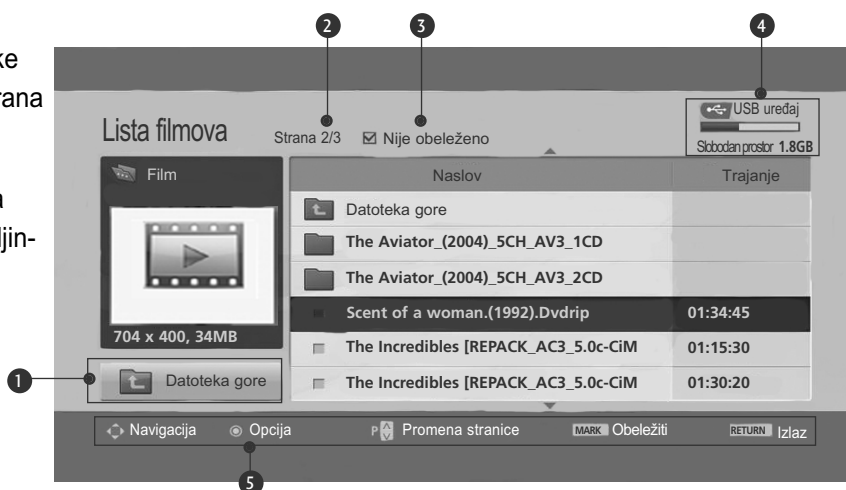 2 3 4
ke
rana
a
ljin-
USB uređaj
Slobodan prostor 1.8GB
Lista filmova Strana 2/3 Nije obeleženo
Film
Naslov Trajanje
Datoteka gore
The Aviator_(2004)_5CH_AV3_1CD
The Aviator_(2004)_5CH_AV3_2CD
Scent of a woman.(1992).Dvdrip 01:34:45
704 x 400, 34MB
The Incredibles [REPACK_AC3_5.0c-CiM 01:15:30
1 Datoteka gore
The Incredibles [REPACK_AC3_5.0c-CiM 01:30:20
Navigacija Opcija P Promena stranice MARK Obeležiti RETURN Izlaz
5